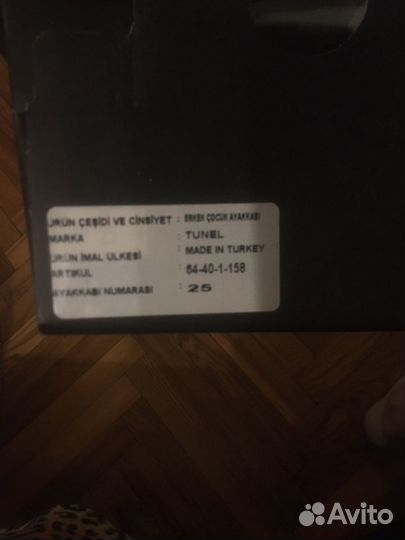 ÜRÜN ÇEŞİDİ VE CİNSİYET : ERKEK ÇOCUK AYAKKABI
MARKA : TUNEL
ÜRÜN İMAL ÜLKESİ : MADE IN TURKEY
ARTIKUL : 64-40-1-158
AYAKKABI NUMARASI : 25
Avito